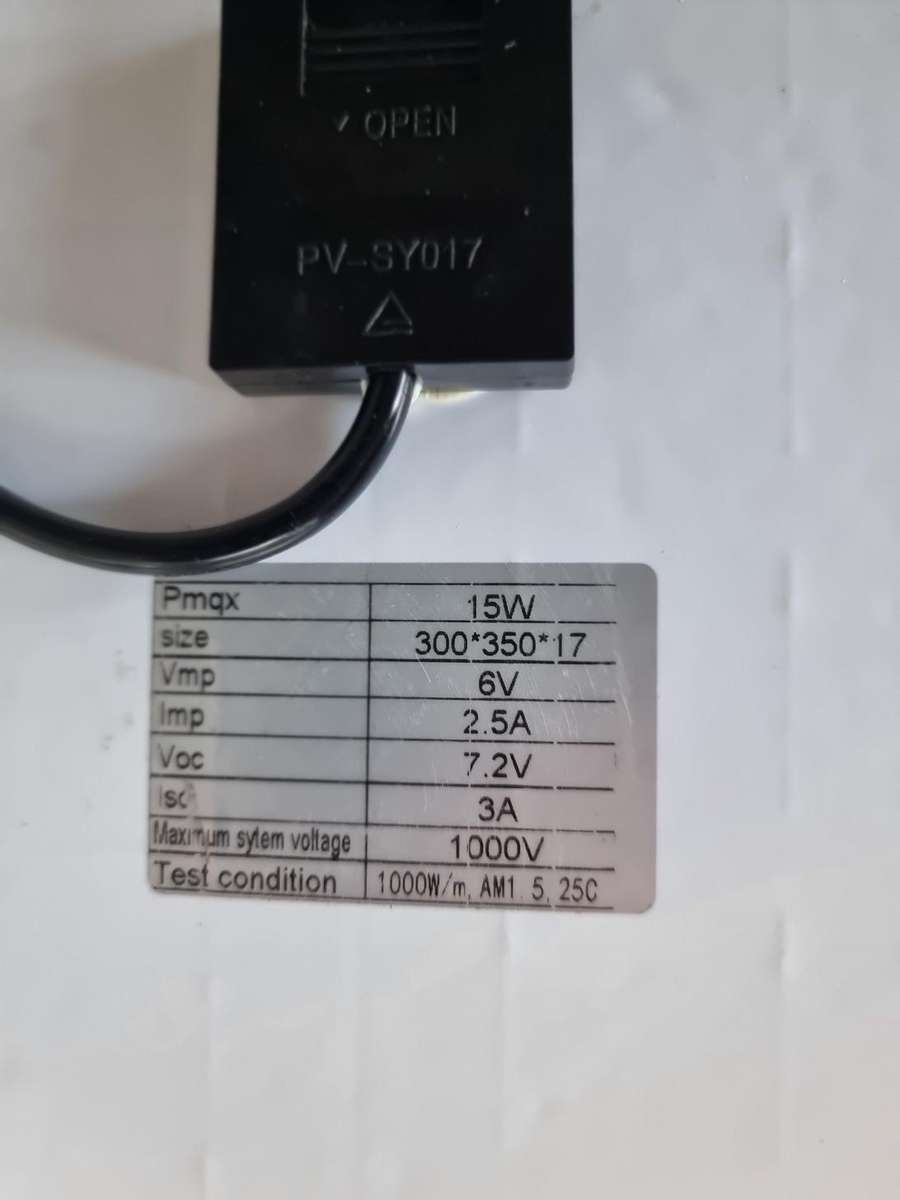 ✓ OPEN
PV-SY017
Pmqx 15W
size 300*350*17
Vmp 6V
Imp 2.5A
Voc 7.2V
Isc 3A
Maximum sytem voltage 1000V
Test condition 1000W/m, AM1.5, 25C